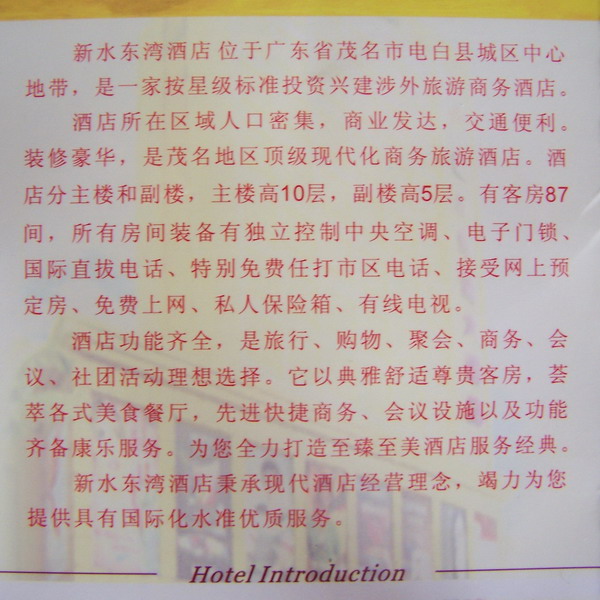 新水东湾酒店 位于广东省茂名市电白县城区中心
地带，是一家按星级标准投资兴建涉外旅游商务酒店。
酒店所在区域人口密集，商业发达，交通便利。
装修豪华，是茂名地区顶级现代化商务旅游酒店。酒
店分主楼和副楼，主楼高10层，副楼高5层。有客房87
间，所有房间装备有独立控制中央空调、电子门锁、
国际直拔电话、特别免费任打市区电话、接受网上预
定房、免费上网、私人保险箱、有线电视。
酒店功能齐全，是旅行、购物、聚会、商务、会
议、社团活动理想选择。它以典雅舒适尊贵客房，荟
萃各式美食餐厅，先进快捷商务、会议设施以及功能
齐备康乐服务。为您全力打造至臻至美酒店服务经典。
新水东湾酒店秉承现代酒店经营理念，竭力为您
提供具有国际化水准优质服务。
Hotel Introduction